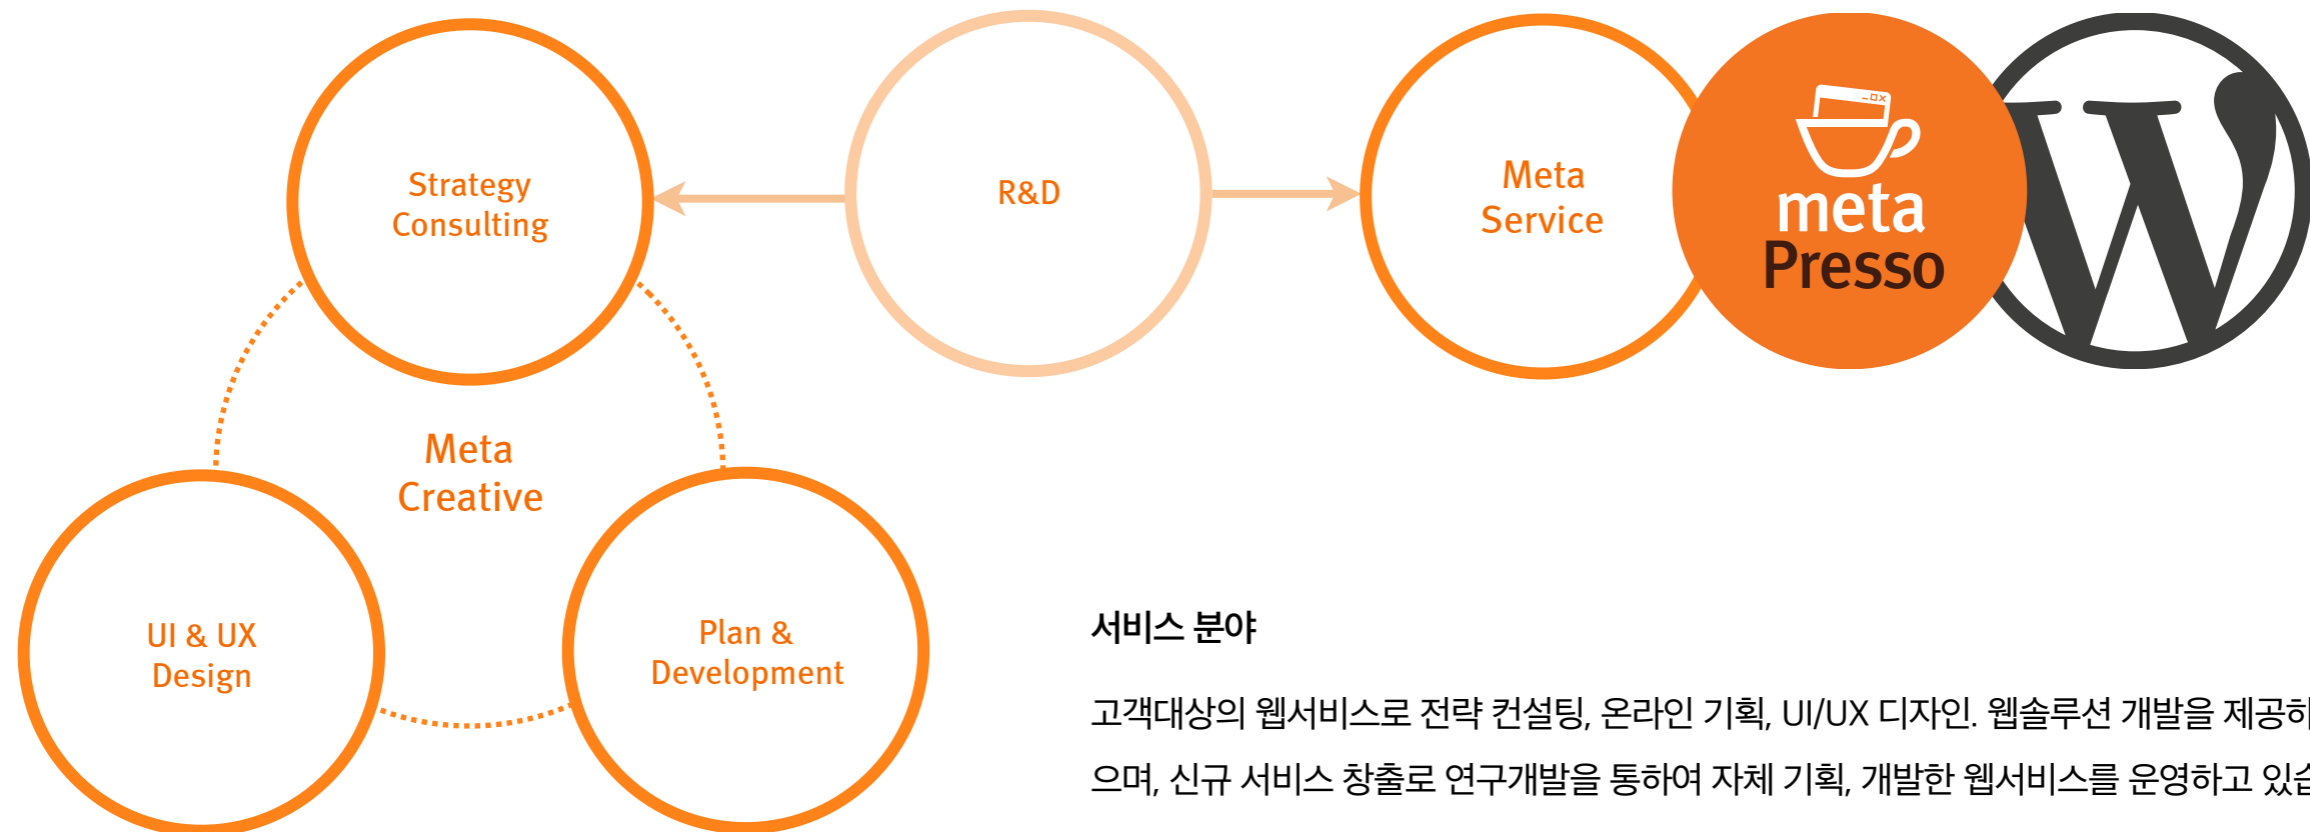 Strategy
Consulting
R&D
Meta
Service
meta
Presso
Meta
Creative
UI & UX
Design
Plan &
Development
서비스 분야
고객대상의 웹서비스로 전략 컨설팅, 온라인 기획, UI/UX 디자인. 웹솔루션 개발을 제공하
으며, 신규 서비스 창출로 연구개발을 통하여 자체 기획, 개발한 웹서비스를 운영하고 있습